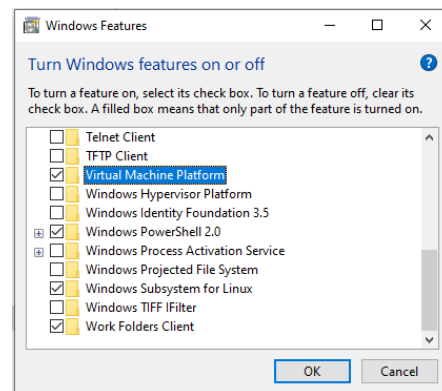 Windows Features
Turn Windows features on or off
To turn a feature on, select its check box. To turn a feature off, clear its
check box. A filled box means that only part of the feature is turned on.
Telnet Client
TFTP Client
Virtual Machine Platform
Windows Hypervisor Platform
Windows Identity Foundation 3.5
Windows PowerShell 2.0
Windows Process Activation Service
Windows Projected File System
Windows Subsystem for Linux
Windows TIFF IFilter
Work Folders Client
OK
Cancel